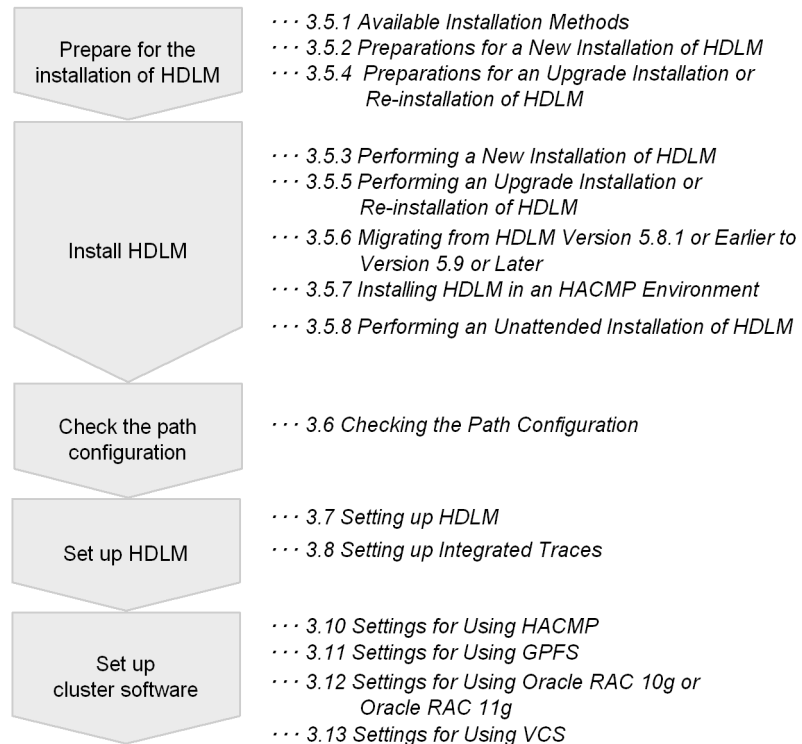 Prepare for the
installation of HDLM
··· 3.5.1 Available Installation Methods
··· 3.5.2 Preparations for a New Installation of HDLM
··· 3.5.4 Preparations for an Upgrade Installation or
Re-installation of HDLM
Install HDLM
··· 3.5.3 Performing a New Installation of HDLM
··· 3.5.5 Performing an Upgrade Installation or
Re-installation of HDLM
··· 3.5.6 Migrating from HDLM Version 5.8.1 or Earlier to
Version 5.9 or Later
··· 3.5.7 Installing HDLM in an HACMP Environment
··· 3.5.8 Performing an Unattended Installation of HDLM
Check the path
configuration
··· 3.6 Checking the Path Configuration
Set up HDLM
··· 3.7 Setting up HDLM
··· 3.8 Setting up Integrated Traces
Set up
cluster software
··· 3.10 Settings for Using HACMP
··· 3.11 Settings for Using GPFS
··· 3.12 Settings for Using Oracle RAC 10g or
Oracle RAC 11g
··· 3.13 Settings for Using VCS